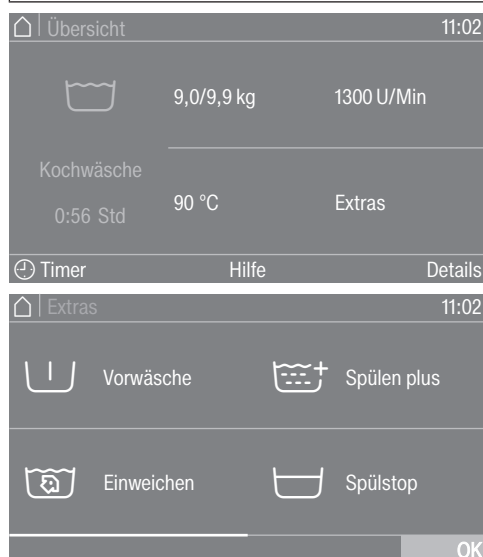 Übersicht 11:02
9,0/9,9 kg 1300 U/Min
Kochwäsche
0:56 Std
90 °C Extras
Timer Hilfe Details
Extras 11:02
Vorwäsche Spülen plus
Einweichen Spülstop
OK